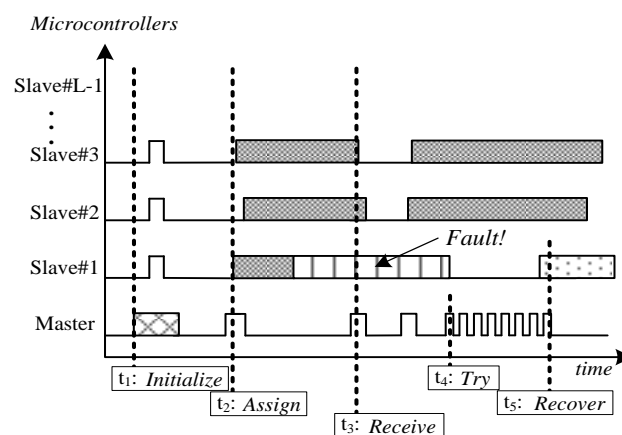 Microcontrollers
Slave#L-1
Slave#3
Slave#2
Fault!
Slave#1
Master
time
t1: Initialize
t4: Try
t2: Assign
t5: Recover
t3: Receive